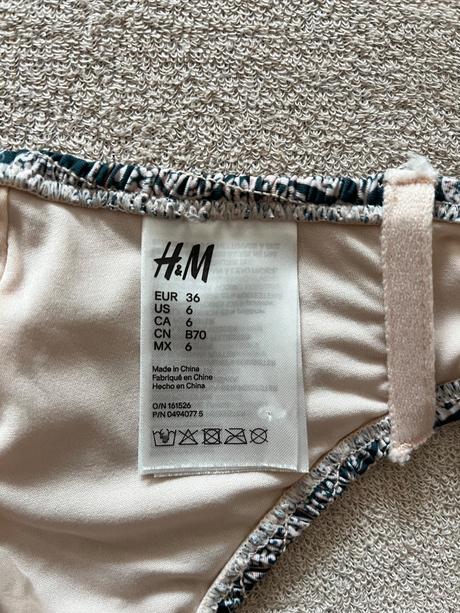 H&M
EUR 36
US 6
CA 6
CN B70
MX 6
Made in China
Fabriqué en Chine
Hecho en China
O/N 161526
P/N 0494077 5